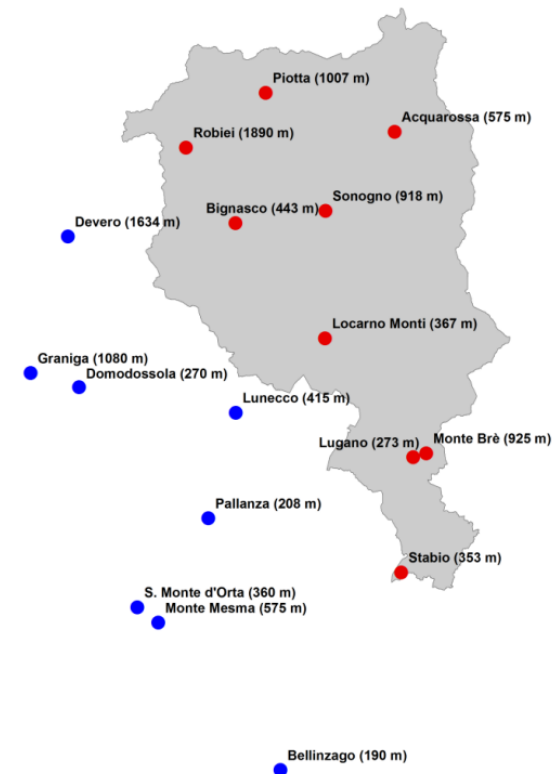 Piotta (1007 m)
Acquarossa (575 m)
Robiei (1890 m)
Sonogno (918 m)
Bignasco (443 m)
Devero (1634 m)
Locarno Monti (367 m)
Graniga (1080 m)
Domodossola (270 m)
Lunecco (415 m)
Monte Brè (925 m)
Lugano (273 m)
Pallanza (208 m)
Stabio (353 m)
S. Monte d'Orta (360 m)
Monte Mesma (575 m)
Bellinzago (190 m)